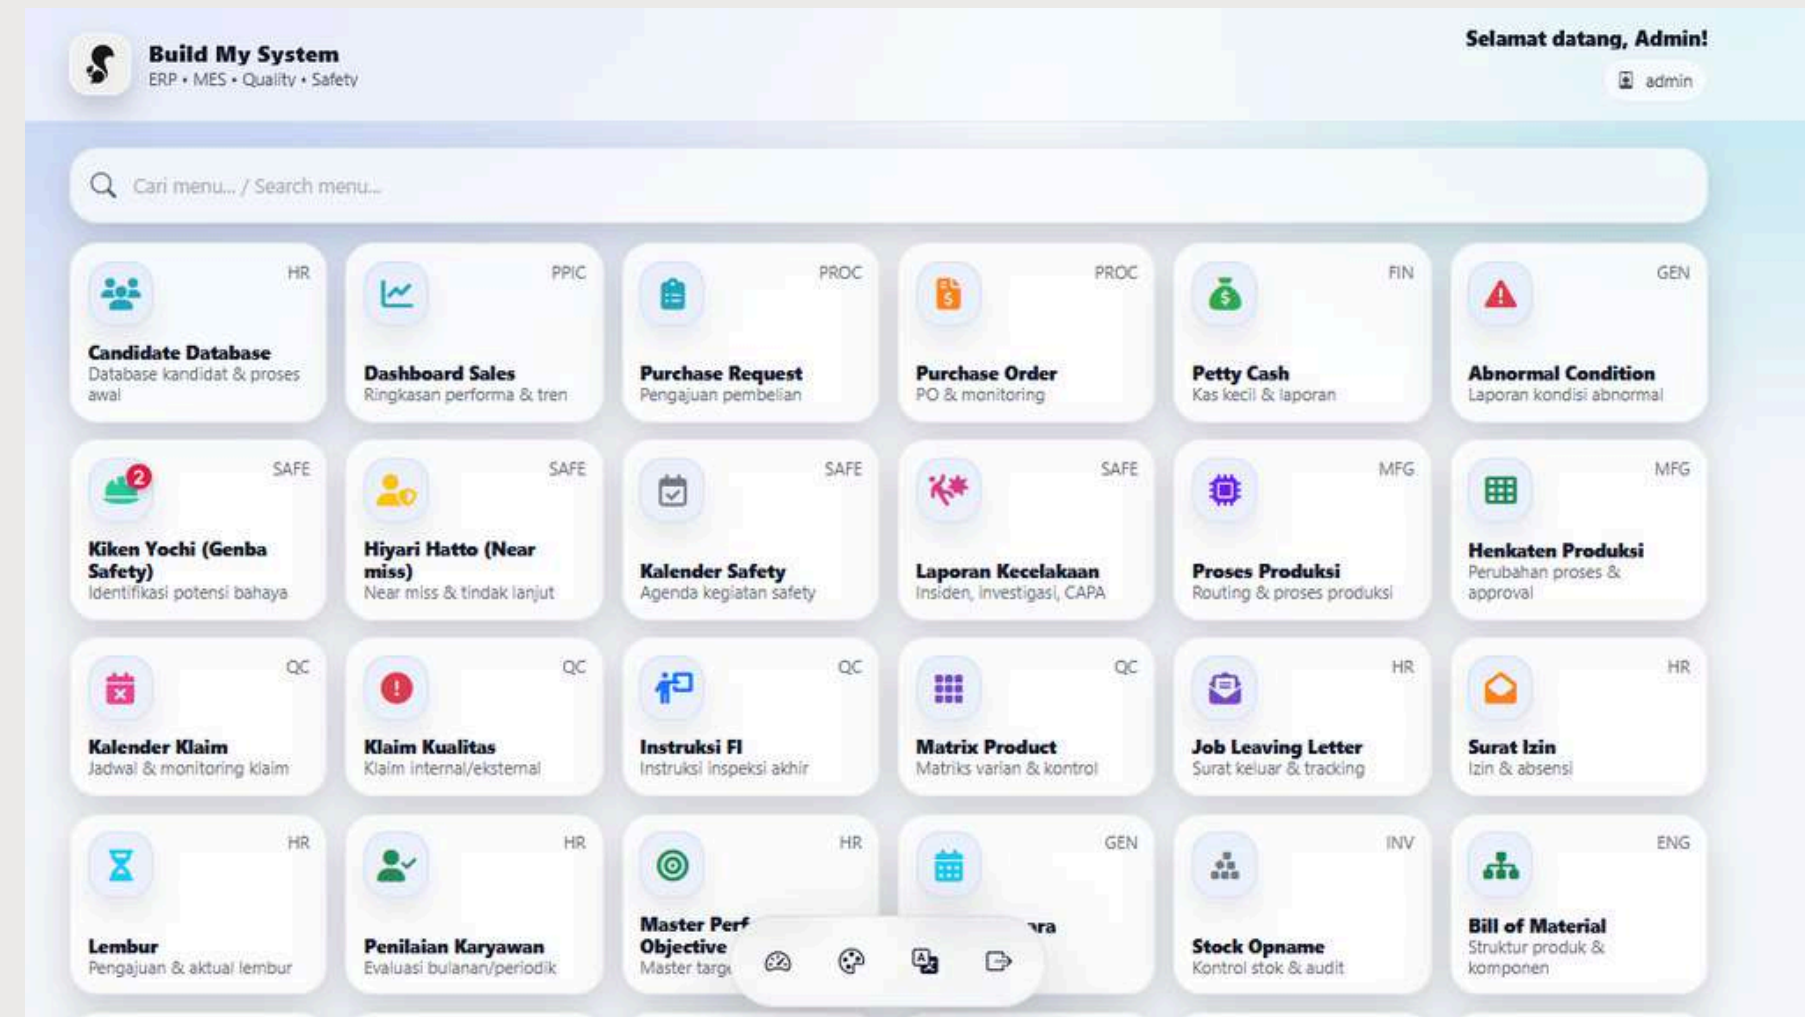 Build My System
ERP • MES • Quality • Safety
Selamat datang, Admin!
admin
Cari menu... / Search menu...
HR
Candidate Database
Database kandidat & proses
awal
PPIC
Dashboard Sales
Ringkasan performa & tren
PROC
Purchase Request
Pengajuan pembelian
PROC
Purchase Order
PO & monitoring
FIN
Petty Cash
Kas kecil & laporan
GEN
Abnormal Condition
Laporan kondisi abnormal
2
SAFE
Kiken Yochi (Genba
Safety)
Identifikasi potensi bahaya
SAFE
Hiyari Hatto (Near
miss)
Near miss & tindak lanjut
SAFE
Kalender Safety
Agenda kegiatan safety
SAFE
Laporan Kecelakaan
Insiden, investigasi, CAPA
MFG
Proses Produksi
Routing & proses produksi
MFG
Henkaten Produksi
Perubahan proses &
approval
QC
Kalender Klaim
Jadwal & monitoring klaim
QC
Klaim Kualitas
Klaim internal/eksternal
QC
Instruksi FI
Instruksi inspeksi akhir
QC
Matrix Product
Matriks varian & kontrol
HR
Job Leaving Letter
Surat keluar & tracking
HR
Surat Izin
Izin & absensi
HR
Lembur
Pengajuan & aktual lembur
HR
Penilaian Karyawan
Evaluasi bulanan/periodik
HR
Master Perf
Objective
Master targe
GEN
ara
INV
Stock Opname
Kontrol stok & audit
ENG
Bill of Material
Struktur produk &
komponen